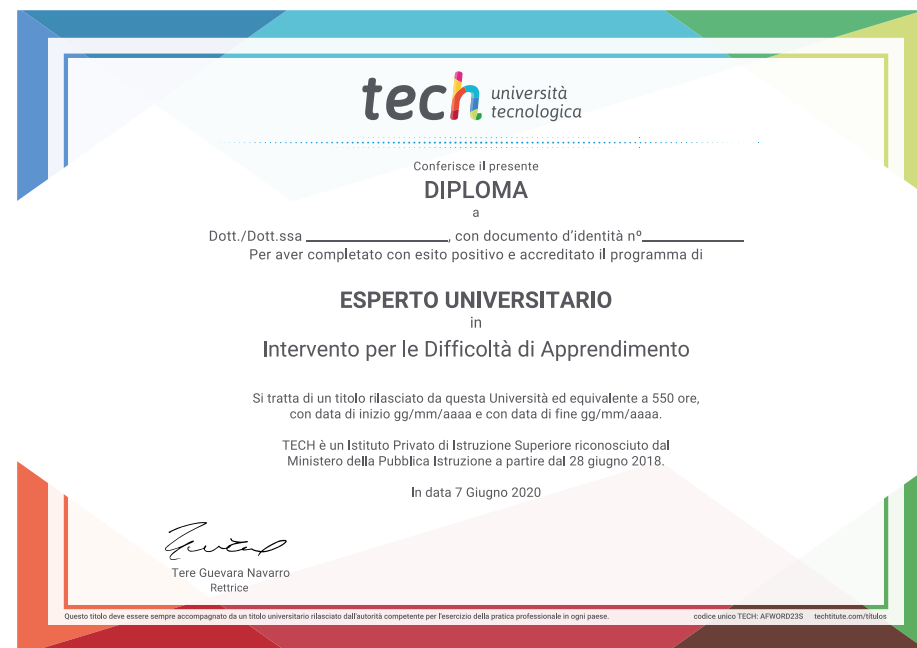 tech università
tecnologica
Conferisce il presente
DIPLOMA
a
Dott./Dott.ssa ____________________, con documento d'identità nº______________
Per aver completato con esito positivo e accreditato il programma di
ESPERTO UNIVERSITARIO
in
Intervento per le Difficoltà di Apprendimento
Si tratta di un titolo rilasciato da questa Università ed equivalente a 550 ore,
con data di inizio gg/mm/aaaa e con data di fine gg/mm/aaaa.
TECH è un Istituto Privato di Istruzione Superiore riconosciuto dal
Ministero della Pubblica Istruzione a partire dal 28 giugno 2018.
In data 7 Giugno 2020
Tere Guevara Navarro
Rettrice
Questo titolo deve essere sempre accompagnato da un titolo universitario rilasciato dall'autorità competente per l'esercizio della pratica professionale in ogni paese. codice unico TECH: AFWORD23S techtitute.com/titulos